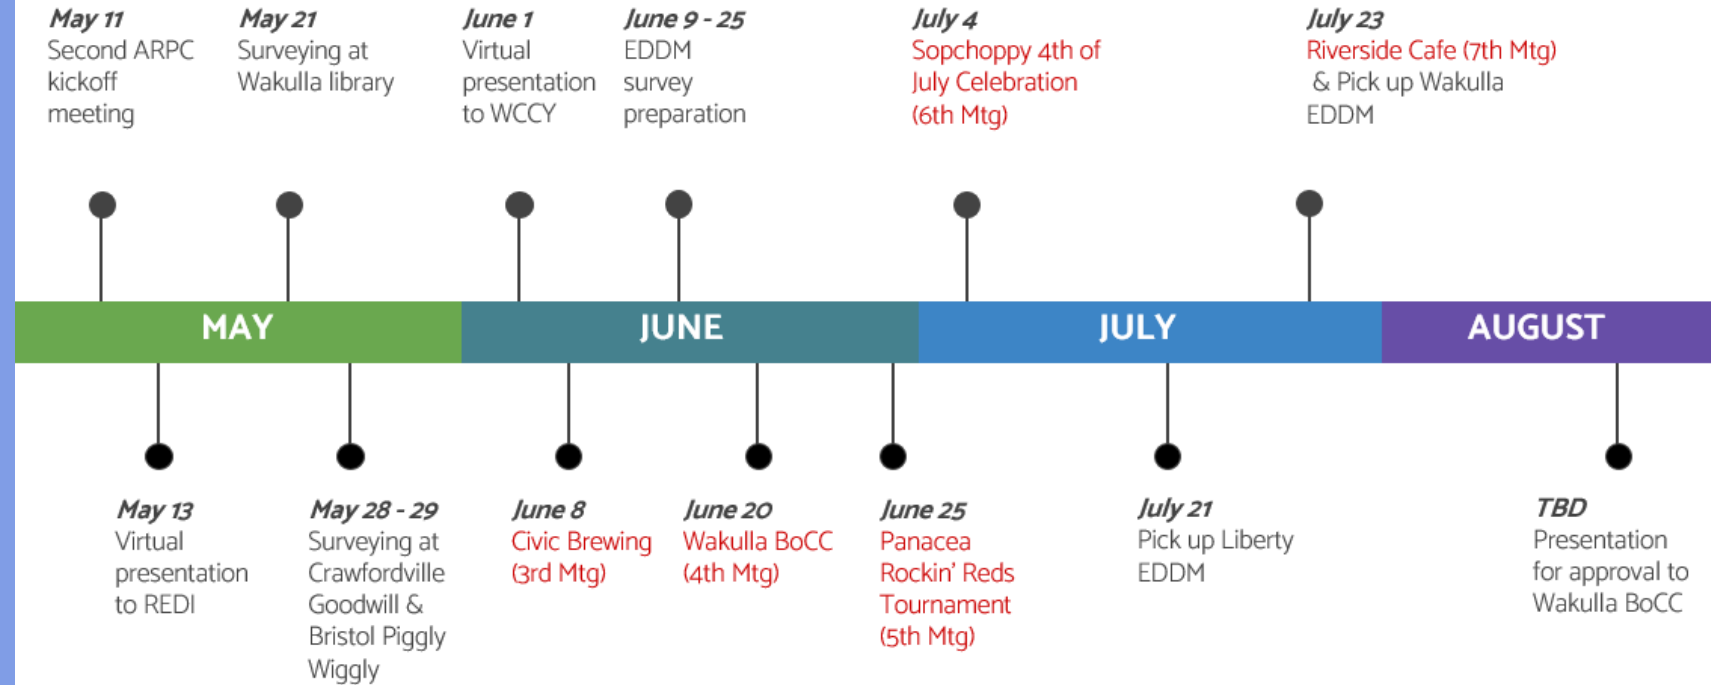 May 11
Second ARPC
kickoff
meeting
May 21
Surveying at
Wakulla library
June 1
Virtual
presentation
to WCCY
June 9 - 25
EDDM
survey
preparation
July 4
Sopchoppy 4th of
July Celebration
(6th Mtg)
July 23
Riverside Cafe (7th Mtg)
& Pick up Wakulla
EDDM
MAY
JUNE
JULY
AUGUST
May 13
Virtual
presentation
to REDI
May 28 - 29
Surveying at
Crawfordville
Goodwill &
Bristol Piggly
Wiggly
June 8
Civic Brewing
(3rd Mtg)
June 20
Wakulla BoCC
(4th Mtg)
June 25
Panacea
Rockin' Reds
Tournament
(5th Mtg)
July 21
Pick up Liberty
EDDM
TBD
Presentation
for approval to
Wakulla BoCC